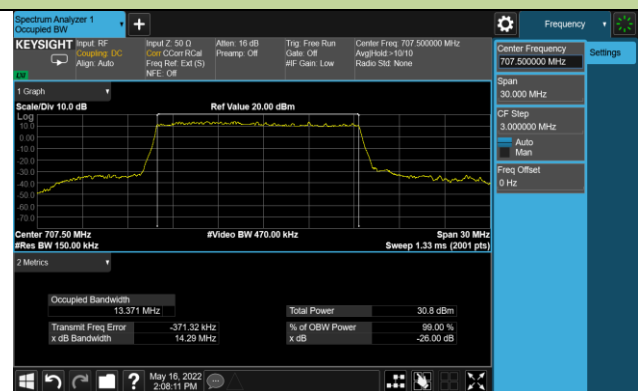 Spectrum Analyzer 1
Occupied BW
Frequency
KEYSIGHT
Input: RF
Coupling: DC
Align: Auto
Input Z: 50 Ω
Corr CCorr RCal
Freq Ref: Ext (S)
NFE: Off
Atten: 16 dB
Preamp: Off
Trig: Free Run
Gate: Off
#IF Gain: Low
Center Freq: 707.500000 MHz
Avg|Hold:>10/10
Radio Std: None
Center Frequency
707.500000 MHz
Settings
Span
30.000 MHz
CF Step
3.000000 MHz
Auto
Man
Freq Offset
0 Hz
1 Graph
Scale/Div 10.0 dB
Ref Value 20.00 dBm
Log
10.0
0.00
-10.0
-20.0
-30.0
-40.0
-50.0
-60.0
-70.0
Center 707.50 MHz
#Video BW 470.00 kHz
Span 30 MHz
#Res BW 150.00 kHz
Sweep 1.33 ms (2001 pts)
2 Metrics
Occupied Bandwidth
13.371 MHz
Total Power 30.8 dBm
Transmit Freq Error -371.32 kHz
% of OBW Power 99.00 %
x dB Bandwidth 14.29 MHz
x dB -26.00 dB
May 16, 2022
2:08:11 PM